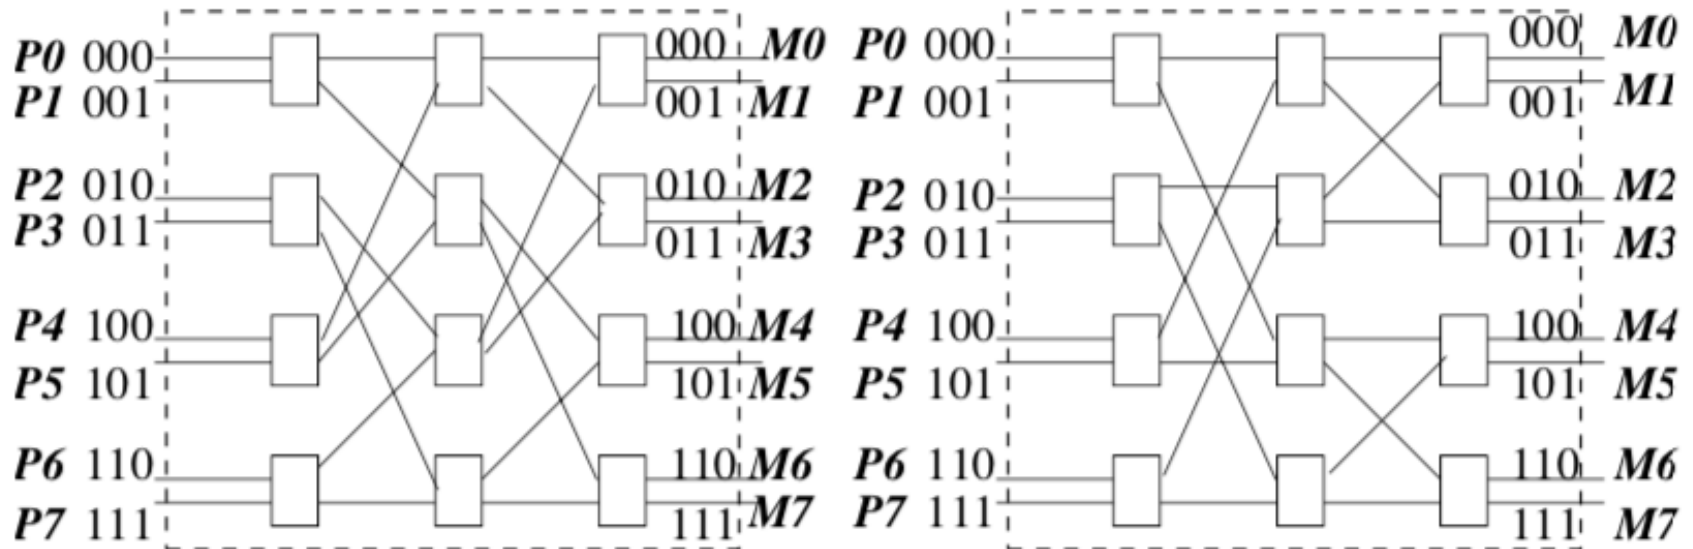 P0 000 000 M0 P0 000 000 M0
P1 001 001 M1 P1 001 001 M1
P2 010 010 M2 P2 010 010 M2
P3 011 011 M3 P3 011 011 M3
P4 100 100 M4 P4 100 100 M4
P5 101 101 M5 P5 101 101 M5
P6 110 110 M6 P6 110 110 M6
P7 111 111 M7 P7 111 111 M7